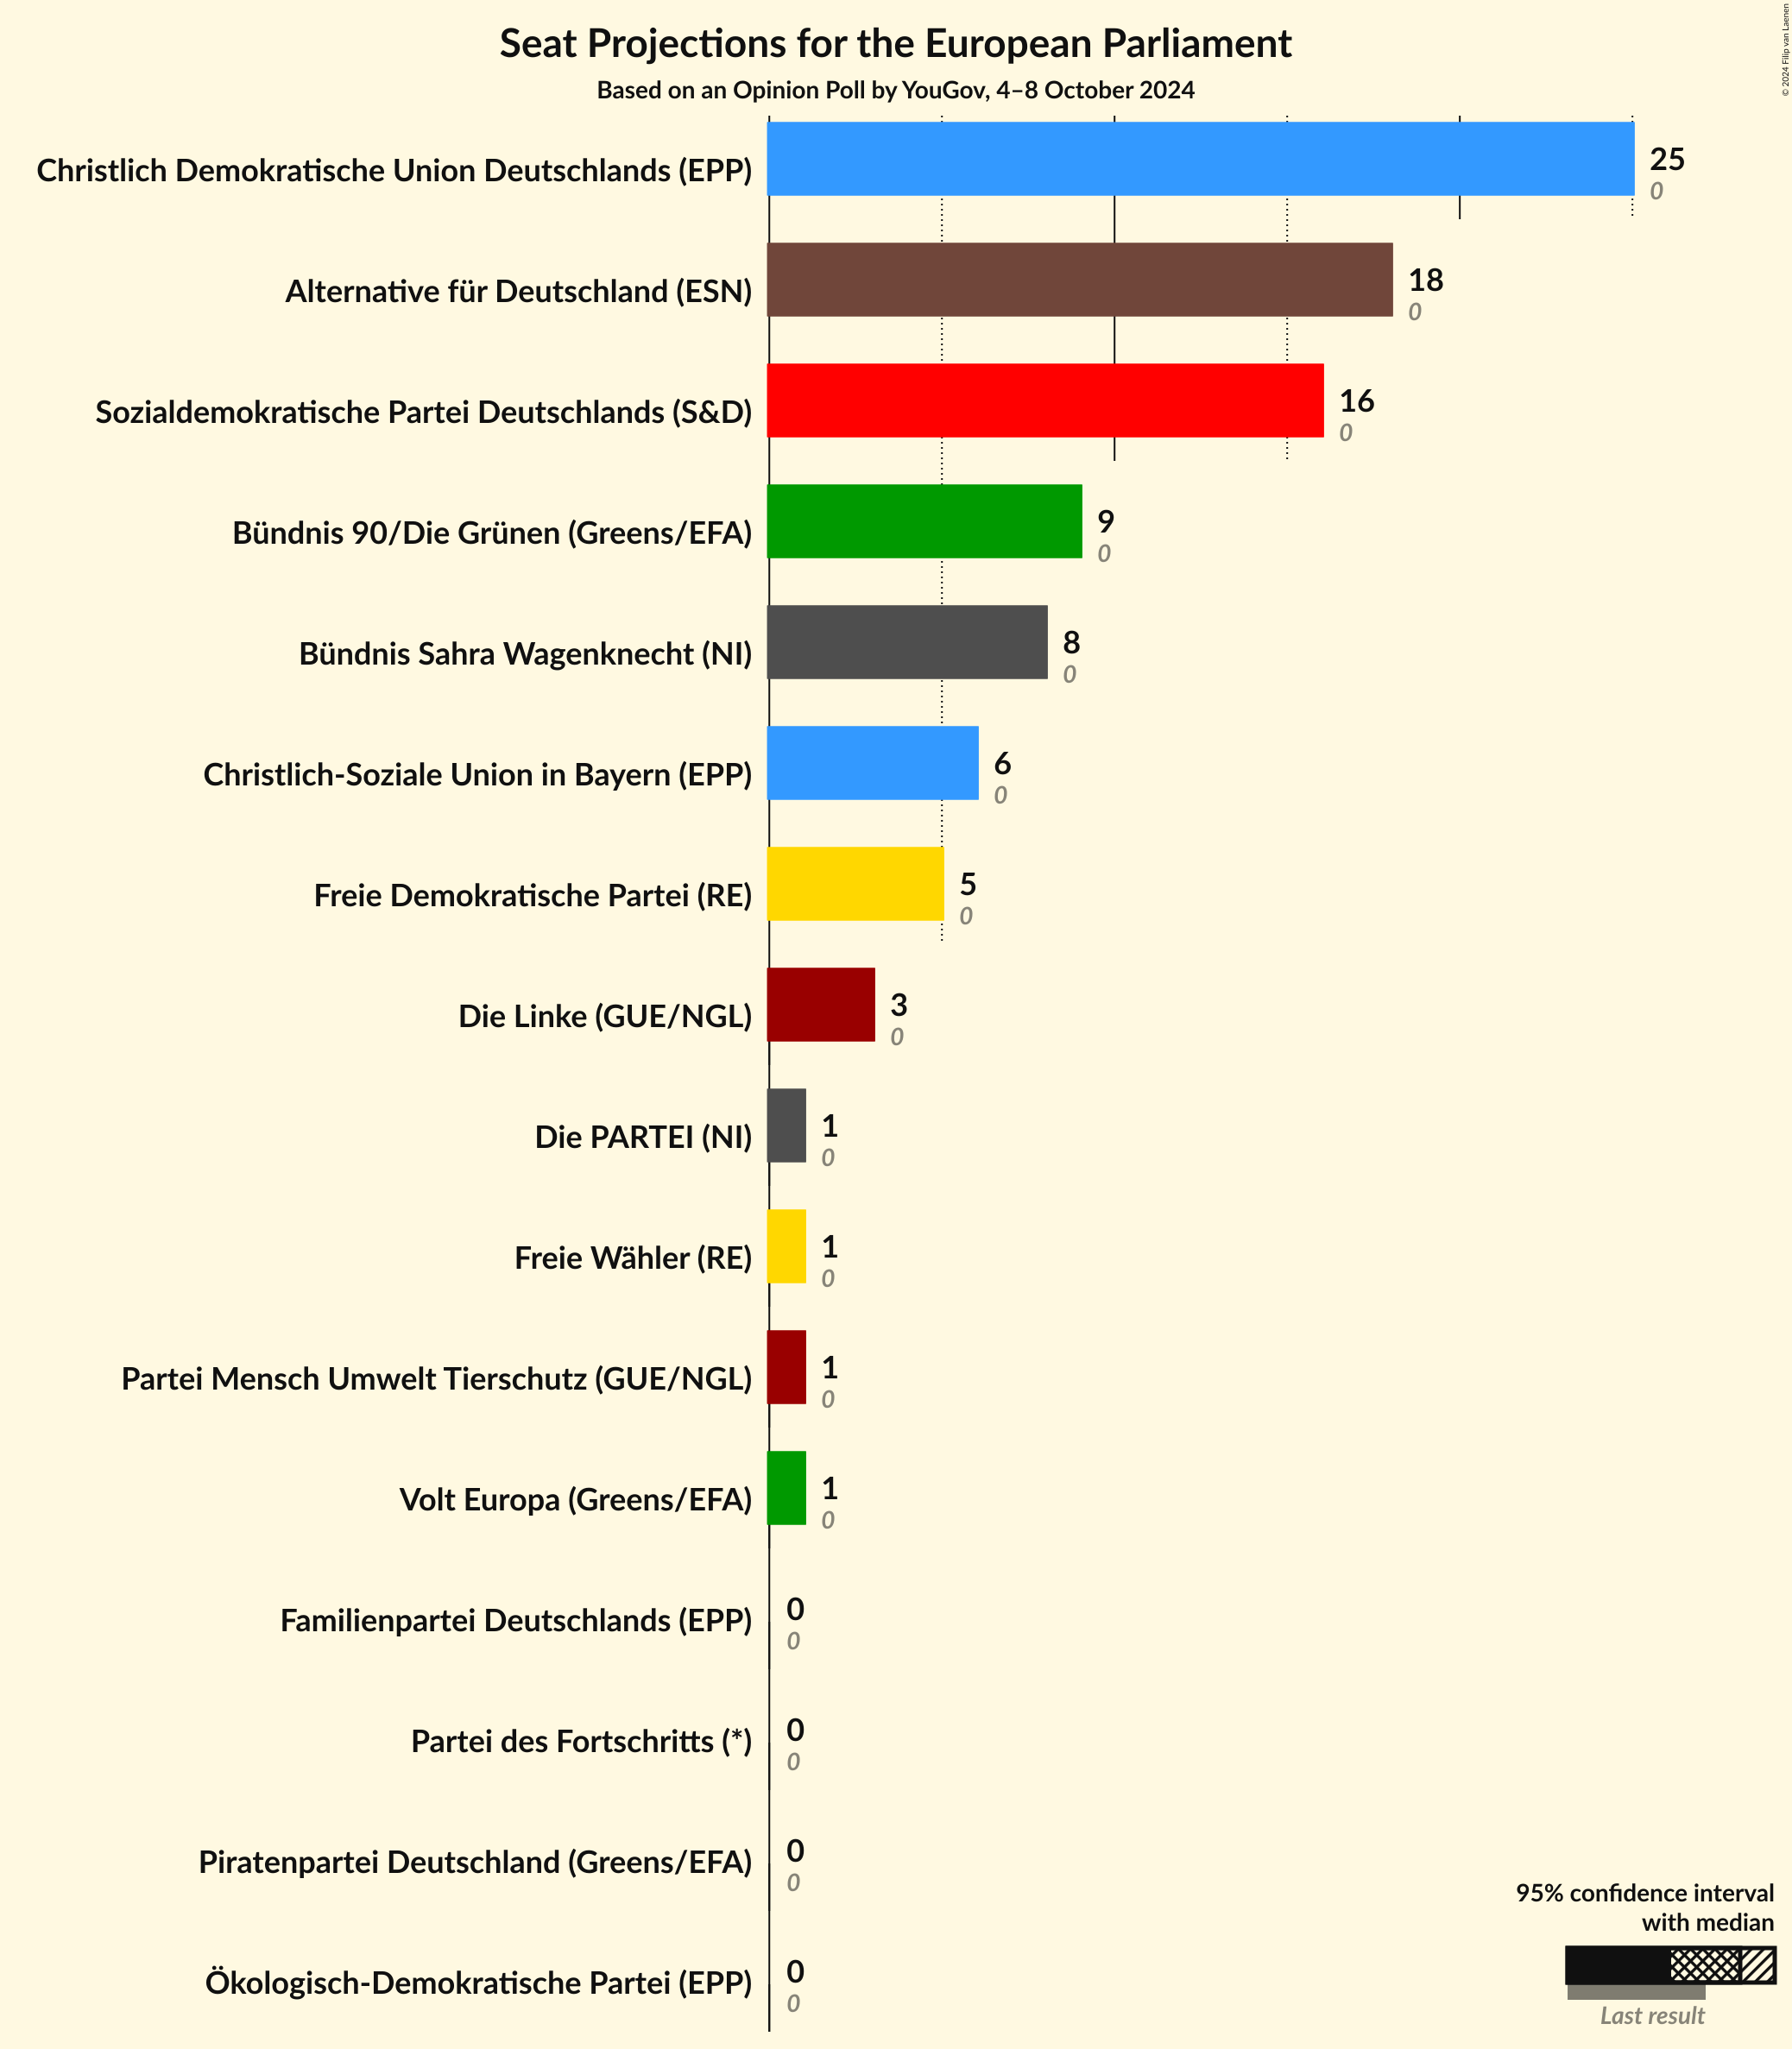 Seat Projections for the European Parliament
Based on an Opinion Poll by YouGov, 4–8 October 2024
© 2024 Filip van Laenen
Christlich Demokratische Union Deutschlands (EPP)
25
0
Alternative für Deutschland (ESN)
18
0
Sozialdemokratische Partei Deutschlands (S&D)
16
0
Bündnis 90/Die Grünen (Greens/EFA)
9
0
Bündnis Sahra Wagenknecht (NI)
8
0
Christlich-Soziale Union in Bayern (EPP)
6
0
Freie Demokratische Partei (RE)
5
0
Die Linke (GUE/NGL)
3
0
Die PARTEI (NI)
1
0
Freie Wähler (RE)
1
0
Partei Mensch Umwelt Tierschutz (GUE/NGL)
1
0
Volt Europa (Greens/EFA)
1
0
Familienpartei Deutschlands (EPP)
0
0
Partei des Fortschritts (*)
0
0
Piratenpartei Deutschland (Greens/EFA)
0
0
Ökologisch-Demokratische Partei (EPP)
0
0
95% confidence interval
with median
Last result